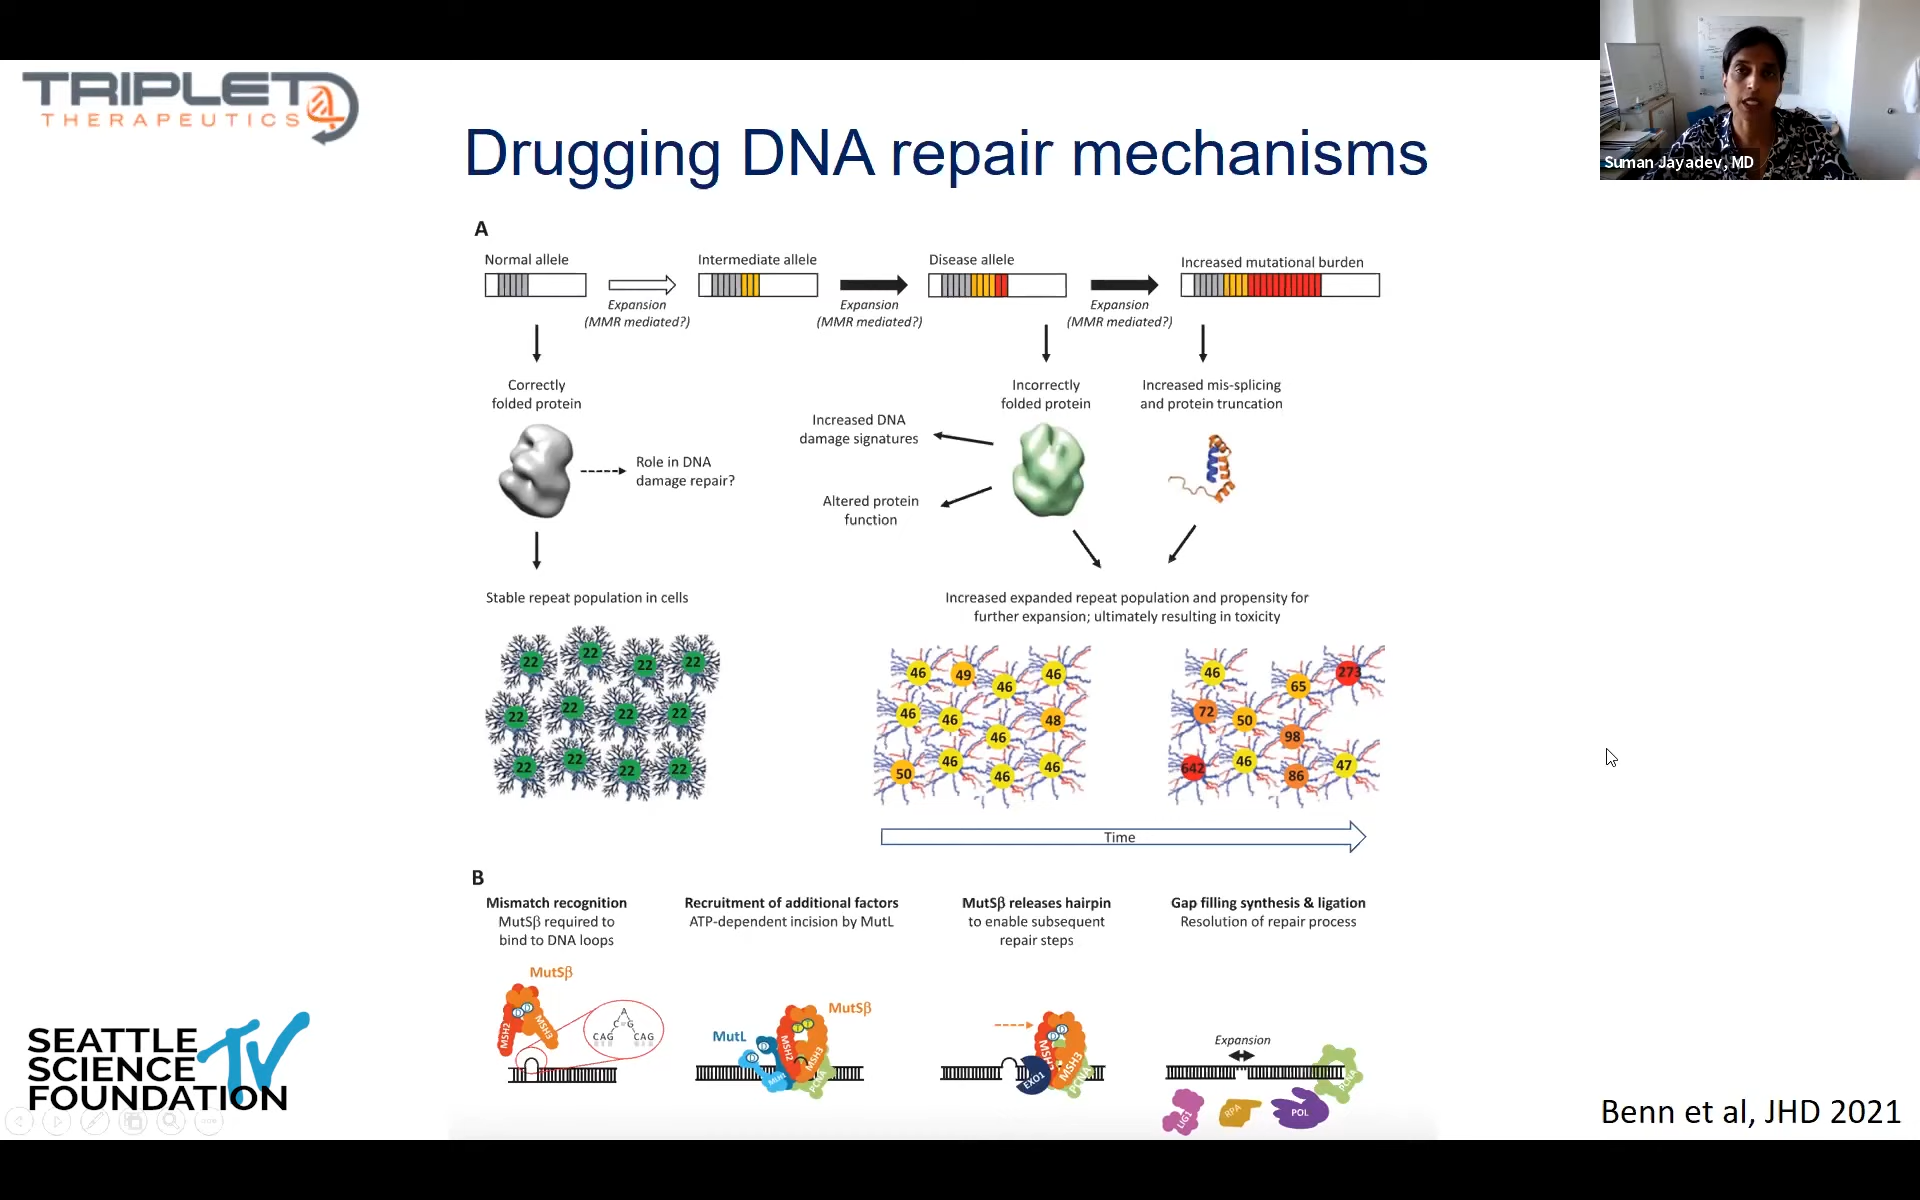 TRIPLET
THERAPEUTICS
Suman Jayadev, MD
Drugging DNA repair mechanisms
A
Normal allele
Intermediate allele
Disease allele
Increased mutational burden
Expansion
(MMR mediated?)
Expansion
(MMR mediated?)
Expansion
(MMR mediated?)
Correctly
folded protein
Incorrectly
folded protein
Increased mis-splicing
and protein truncation
Increased DNA
damage signatures
Role in DNA
damage repair?
Altered protein
function
Stable repeat population in cells
Increased expanded repeat population and propensity for
further expansion; ultimately resulting in toxicity
22 22 22 22
22 22 22 22
22 22 22 22
46 49 46 46
46 46 46 48
50 46 46 46
46 65 273
72 50 98
642 46 86 47
Time
B
Mismatch recognition
MutSβ required to
bind to DNA loops
Recruitment of additional factors
ATP-dependent incision by MutL
MutSβ releases hairpin
to enable subsequent
repair steps
Gap filling synthesis & ligation
Resolution of repair process
MutSβ
MSH2
MSH3
A
C G
CAG CAG
MutL
MutSβ
MLH1
MSH2
MSH3
PCNA
EXO1
MSH3
PCNA
Expansion
PCNA
LIG1
RPA
POL
SEATTLE
SCIENCE
FOUNDATION
TV
Benn et al, JHD 2021